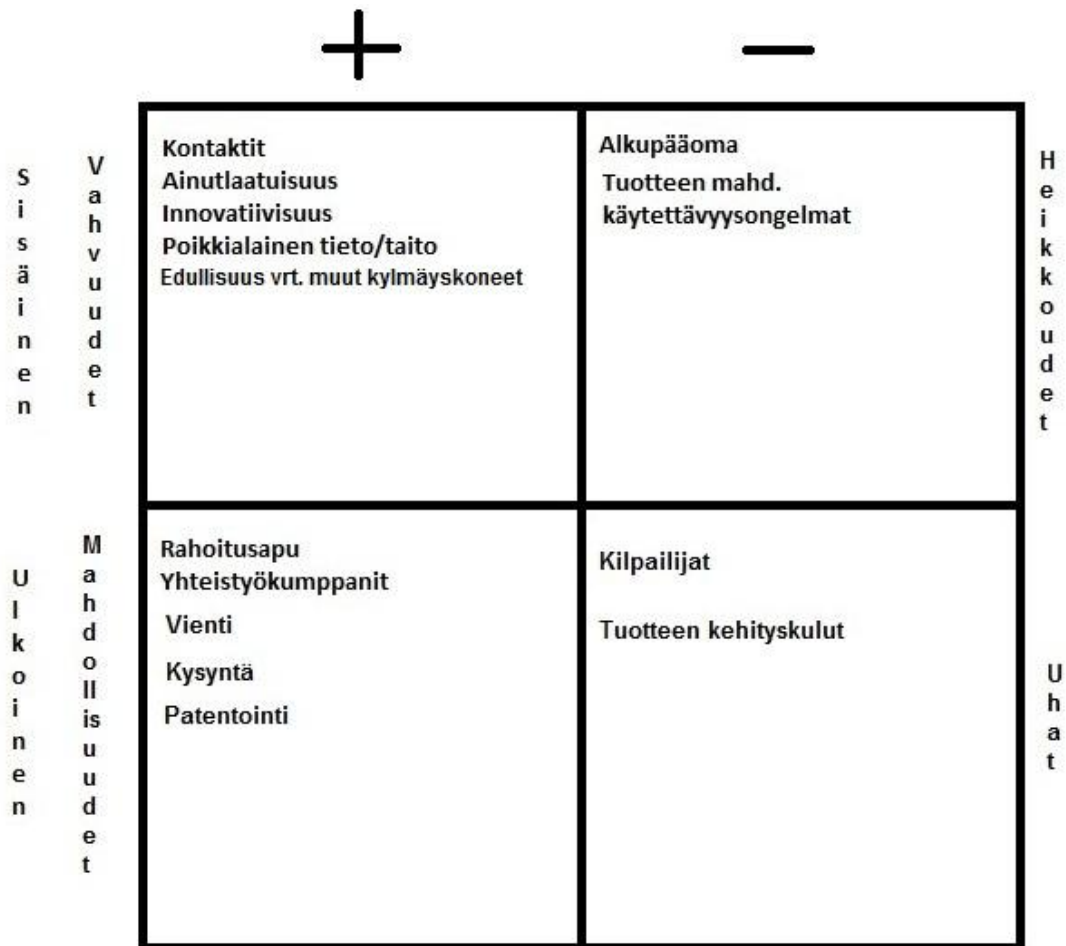 +
−
Sisäinen
Vahvuudet
Kontaktit
Ainutlaatuisuus
Innovatiivisuus
Poikkialainen tieto/taito
Edullisuus vrt. muut kylmäyskoneet
Alkupääoma
Tuotteen mahd.
käytettävyysongelmat
Heikkoudet
Ulkoinen
Mahdollisuudet
Rahoitusapu
Yhteistyökumppanit
Vienti
Kysyntä
Patentointi
Kilpailijat
Tuotteen kehityskulut
Uhat